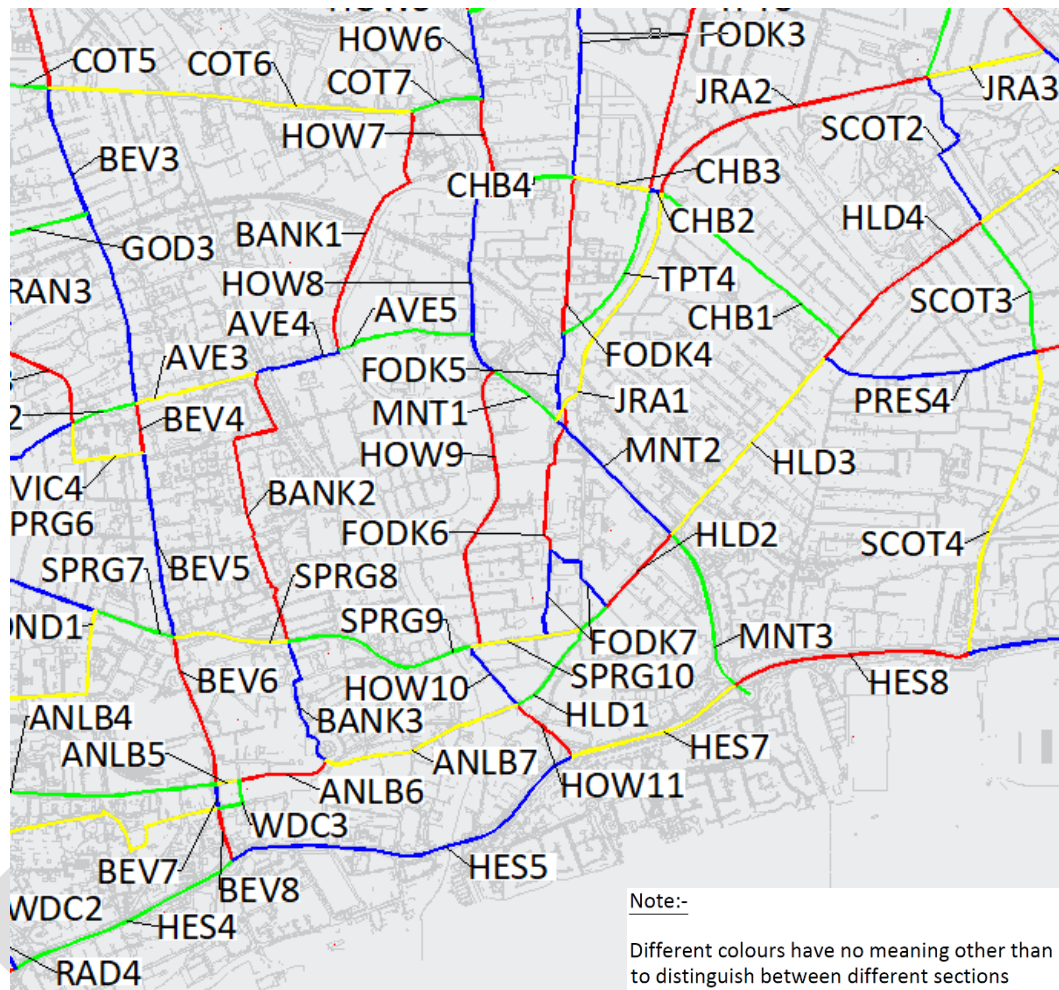 HOW6
FODK3
COT5
COT6
COT7
JRA2
JRA3
HOW7
SCOT2
BEV3
CHB4
CHB3
HLD4
CHB2
GOD3
BANK1
TPT4
HOW8
RAN3
CHB1
SCOT3
AVE4
AVE5
AVE3
FODK4
FODK5
JRA1
PRES4
2
BEV4
MNT1
MNT2
HOW9
HLD3
VIC4
BANK2
PRG6
FODK6
HLD2
SCOT4
SPRG7
BEV5
SPRG8
OND1
SPRG9
FODK7
MNT3
BEV6
SPRG10
HOW10
HES8
ANLB4
BANK3
HLD1
ANLB5
ANLB7
HES7
ANLB6
HOW11
WDC3
BEV7
HES5
BEV8
WDC2
HES4
RAD4
Note:-
Different colours have no meaning other than
to distinguish between different sections